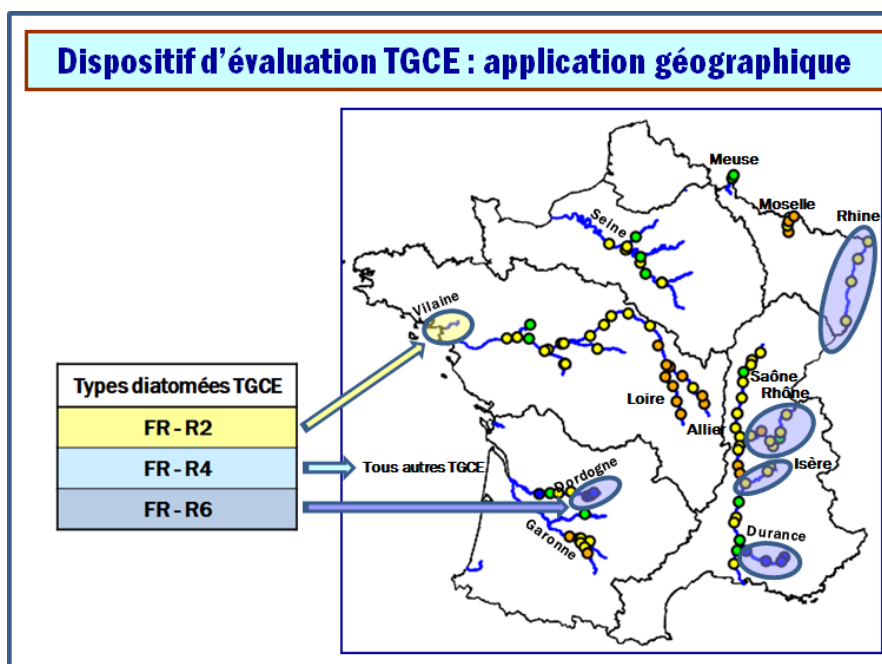 Dispositif d'évaluation TGCE : application géographique
Meuse
Moselle
Rhine
Seine
Vilaine
Types diatomées TGCE
FR - R2
FR - R4
FR - R6
Tous autres TGCE
Saône
Rhône
Loire
Allier
Isère
Dordogne
Garonne
Durance